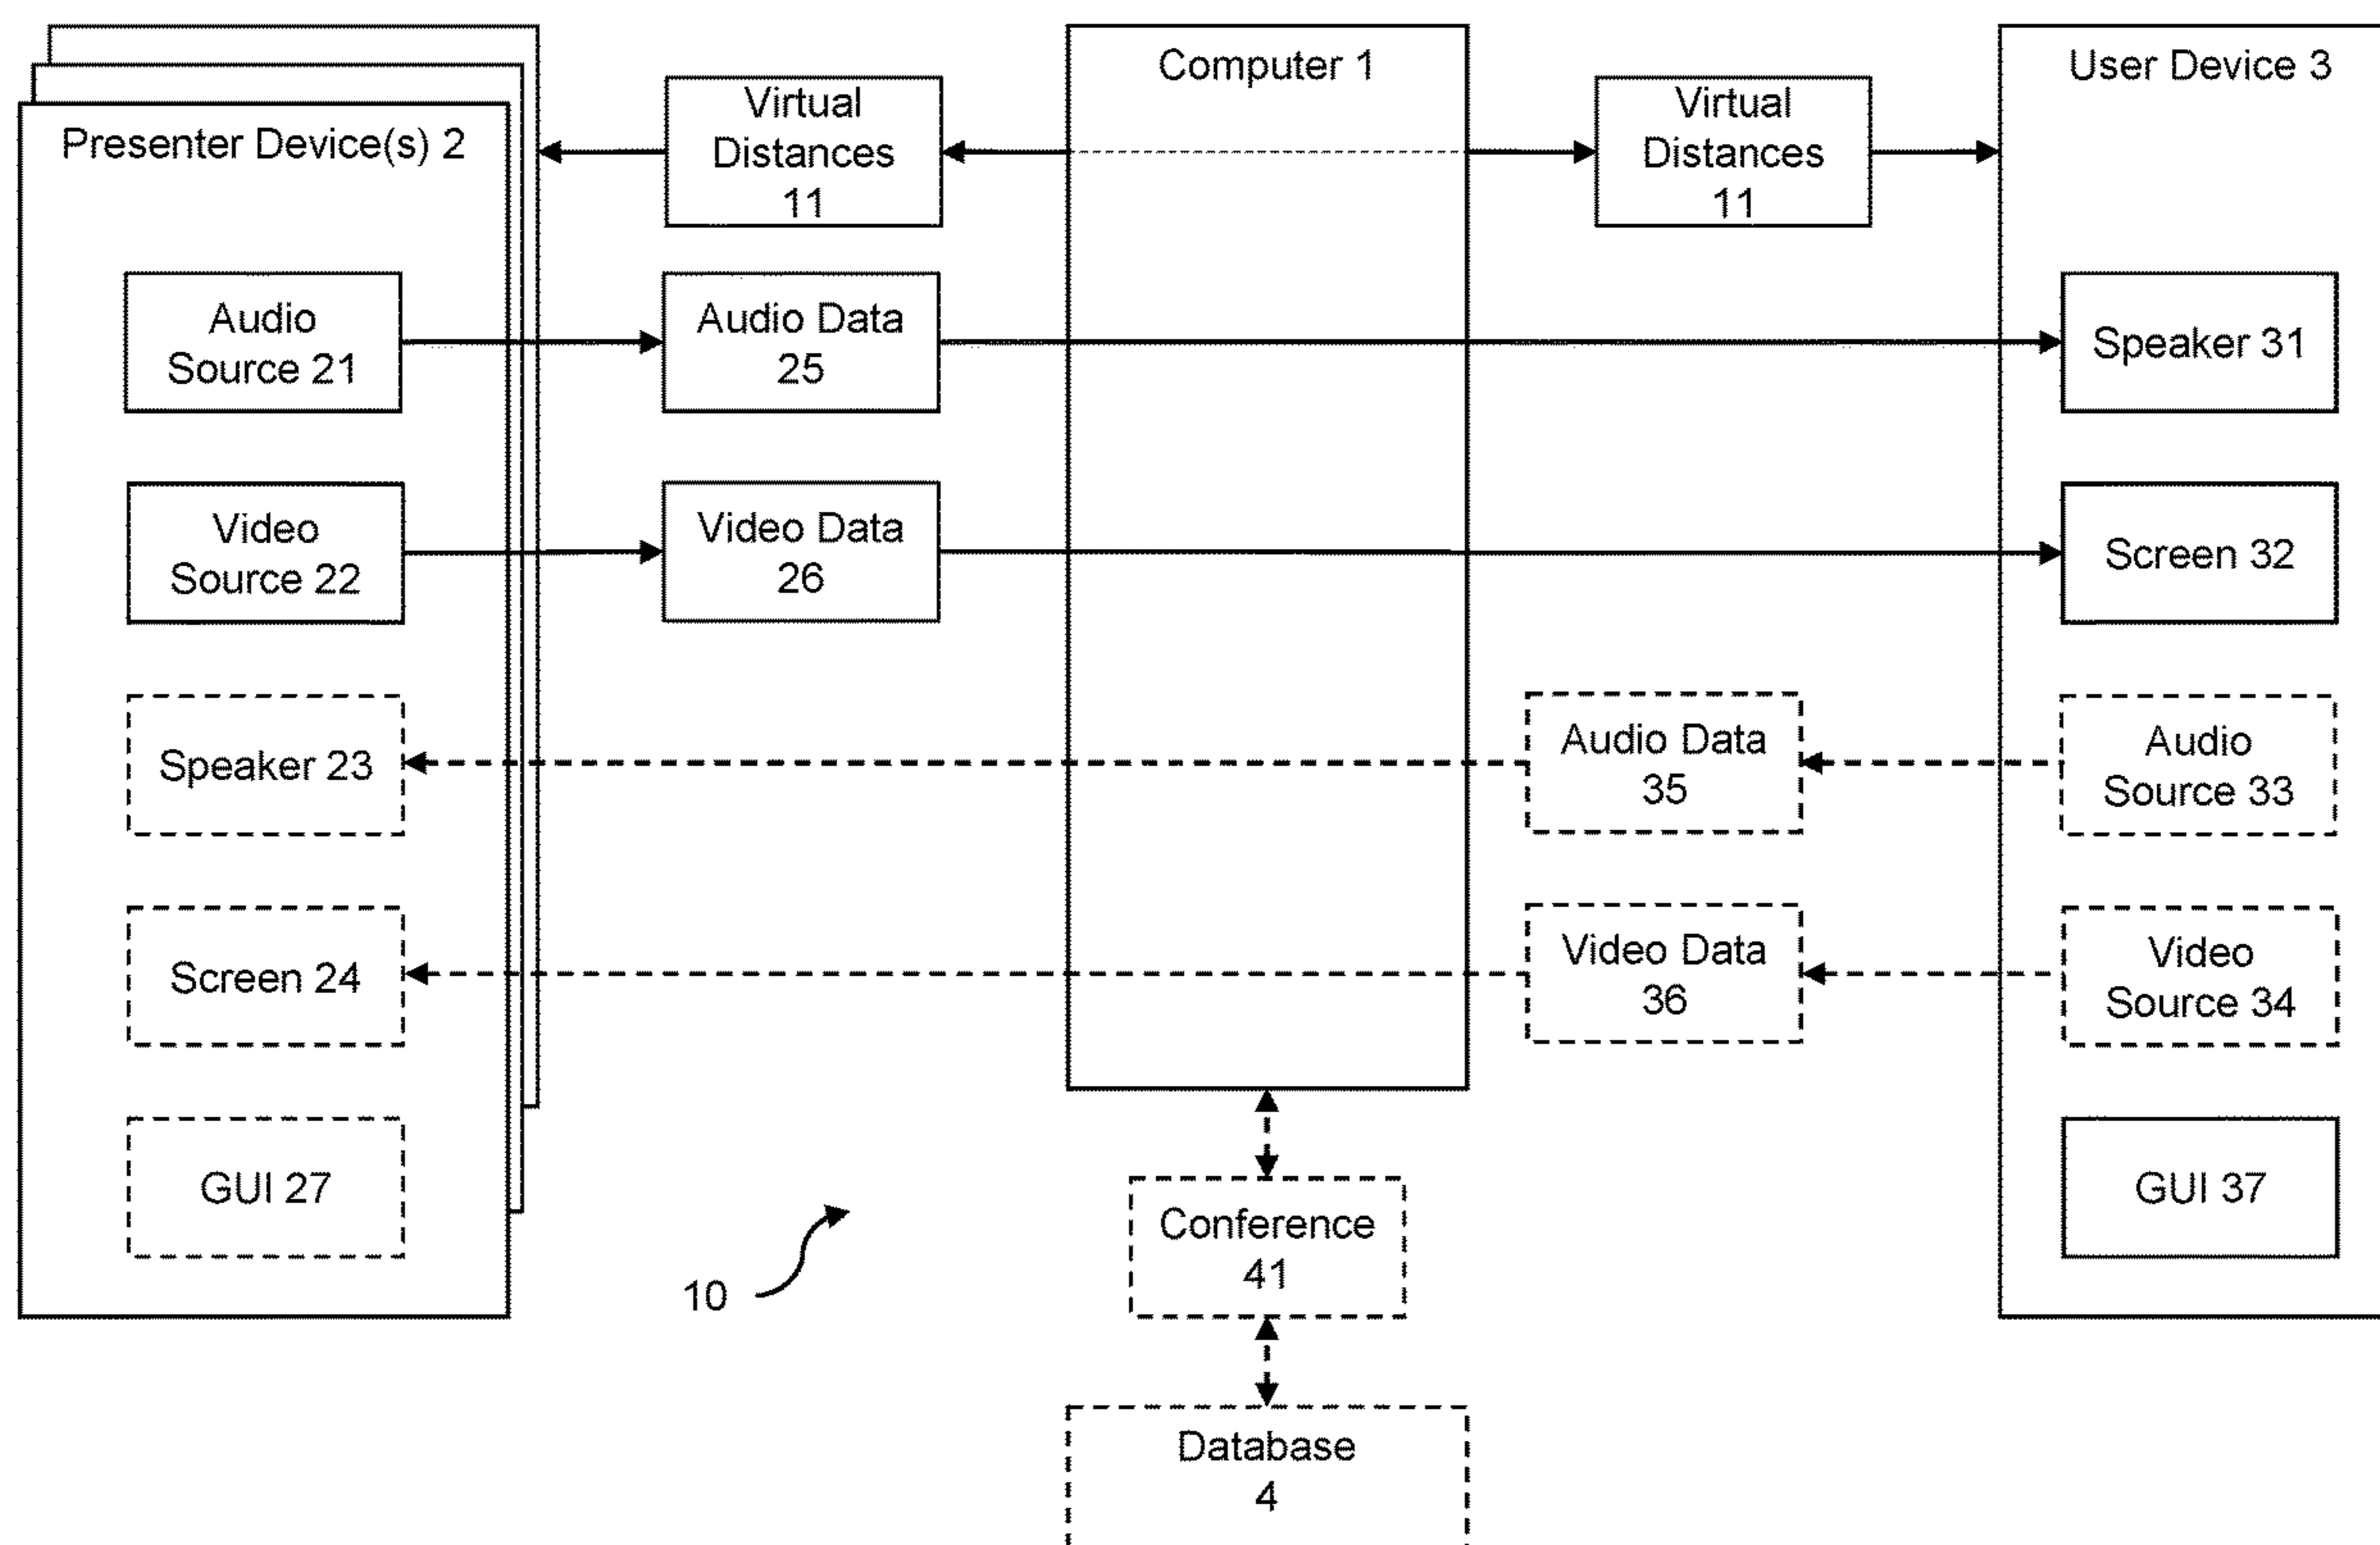 Presenter Device(s) 2
Virtual
Distances
11
Computer 1
Virtual
Distances
11
User Device 3
Audio
Source 21
Audio Data
25
Speaker 31
Video
Source 22
Video Data
26
Screen 32
Speaker 23
Audio Data
35
Audio
Source 33
Screen 24
Video Data
36
Video
Source 34
GUI 27
10
Conference
41
GUI 37
Database
4